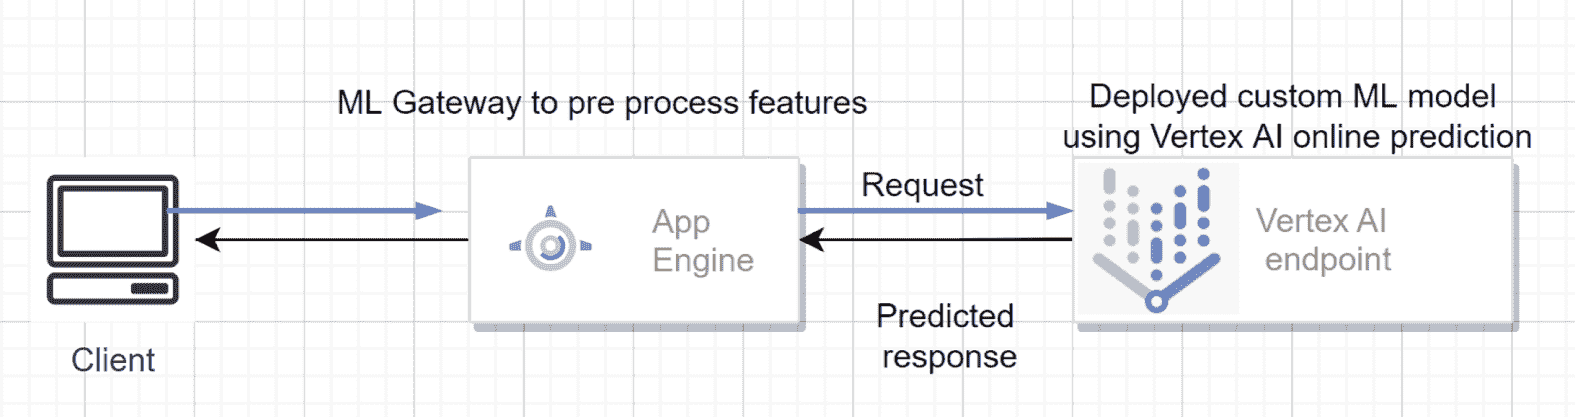 ML Gateway to pre process features
Deployed custom ML model
using Vertex AI online prediction
Request
App
Engine
Vertex AI
endpoint
Predicted
response
Client